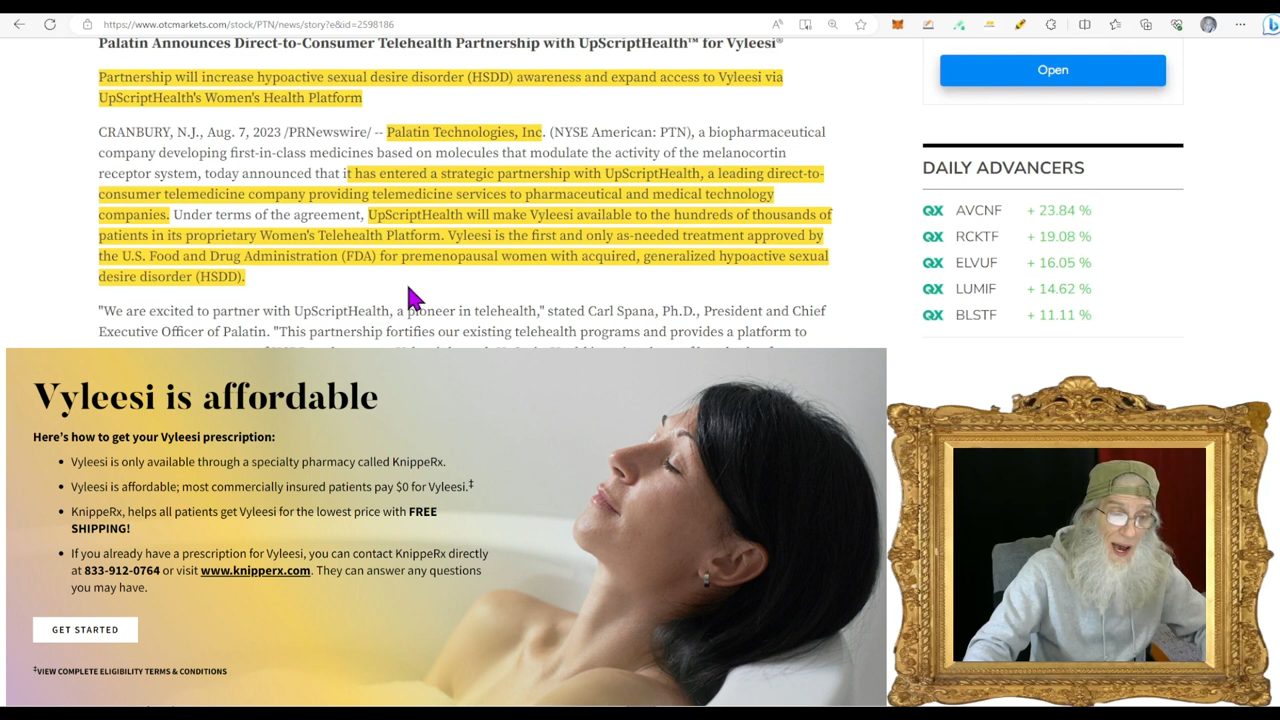 https://www.otcmarkets.com/stock/PTN/news/story?e&id=2598186
Palatin Announces Direct-to-Consumer Telehealth Partnership with UpScriptHealth™ for Vyleesi®
Partnership will increase hypoactive sexual desire disorder (HSDD) awareness and expand access to Vyleesi via
UpScriptHealth's Women's Health Platform
CRANBURY, N.J., Aug. 7, 2023 /PRNewswire/ -- Palatin Technologies, Inc. (NYSE American: PTN), a biopharmaceutical
company developing first-in-class medicines based on molecules that modulate the activity of the melanocortin
receptor system, today announced that it has entered a strategic partnership with UpScriptHealth, a leading direct-to-
consumer telemedicine company providing telemedicine services to pharmaceutical and medical technology
companies. Under terms of the agreement, UpScriptHealth will make Vyleesi available to the hundreds of thousands of
patients in its proprietary Women's Telehealth Platform. Vyleesi is the first and only as-needed treatment approved by
the U.S. Food and Drug Administration (FDA) for premenopausal women with acquired, generalized hypoactive sexual
desire disorder (HSDD).
"We are excited to partner with UpScriptHealth, a pioneer in telehealth," stated Carl Spana, Ph.D., President and Chief
Executive Officer of Palatin. "This partnership fortifies our existing telehealth programs and provides a platform to
Open
DAILY ADVANCERS
QX AVCNF + 23.84 %
QX RCKTF + 19.08 %
QX ELVUF + 16.05 %
QX LUMIF + 14.62 %
QX BLSTF + 11.11 %
Vyleesi is affordable
Here's how to get your Vyleesi prescription:
• Vyleesi is only available through a specialty pharmacy called KnippeRx.
• Vyleesi is affordable; most commercially insured patients pay $0 for Vyleesi.‡
• KnippeRx, helps all patients get Vyleesi for the lowest price with FREE
SHIPPING!
• If you already have a prescription for Vyleesi, you can contact KnippeRx directly
at 833-912-0764 or visit www.knipperx.com. They can answer any questions
you may have.
GET STARTED
‡VIEW COMPLETE ELIGIBILITY TERMS & CONDITIONS